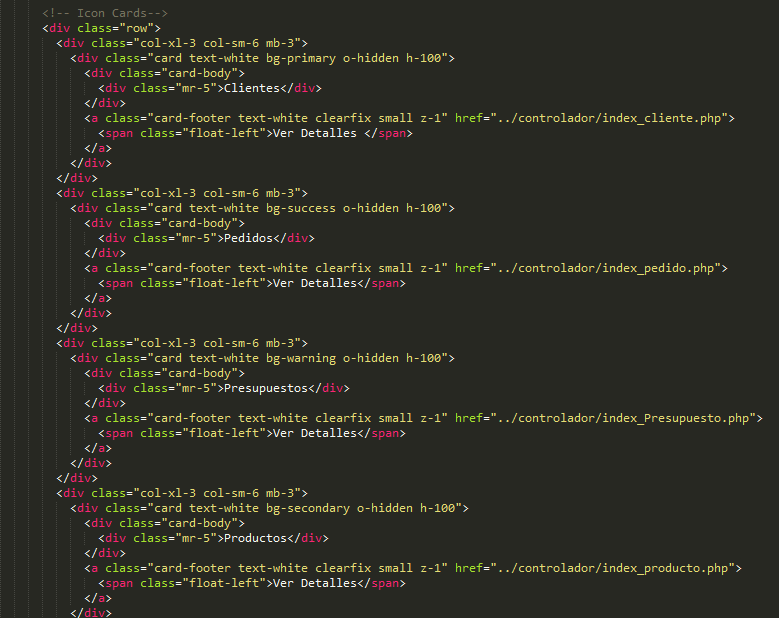 <!-- Icon Cards-->
<div class="row">
<div class="col-xl-3 col-sm-6 mb-3">
<div class="card text-white bg-primary o-hidden h-100">
<div class="card-body">
<div class="mr-5">Clientes</div>
</div>
<a class="card-footer text-white clearfix small z-1" href="../controlador/index_cliente.php">
<span class="float-left">Ver Detalles </span>
</a>
</div>
</div>
<div class="col-xl-3 col-sm-6 mb-3">
<div class="card text-white bg-success o-hidden h-100">
<div class="card-body">
<div class="mr-5">Pedidos</div>
</div>
<a class="card-footer text-white clearfix small z-1" href="../controlador/index_pedido.php">
<span class="float-left">Ver Detalles</span>
</a>
</div>
</div>
<div class="col-xl-3 col-sm-6 mb-3">
<div class="card text-white bg-warning o-hidden h-100">
<div class="card-body">
<div class="mr-5">Presupuestos</div>
</div>
<a class="card-footer text-white clearfix small z-1" href="../controlador/index_Presupuesto.php">
<span class="float-left">Ver Detalles</span>
</a>
</div>
</div>
<div class="col-xl-3 col-sm-6 mb-3">
<div class="card text-white bg-secondary o-hidden h-100">
<div class="card-body">
<div class="mr-5">Productos</div>
</div>
<a class="card-footer text-white clearfix small z-1" href="../controlador/index_producto.php">
<span class="float-left">Ver Detalles</span>
</a>
</div>